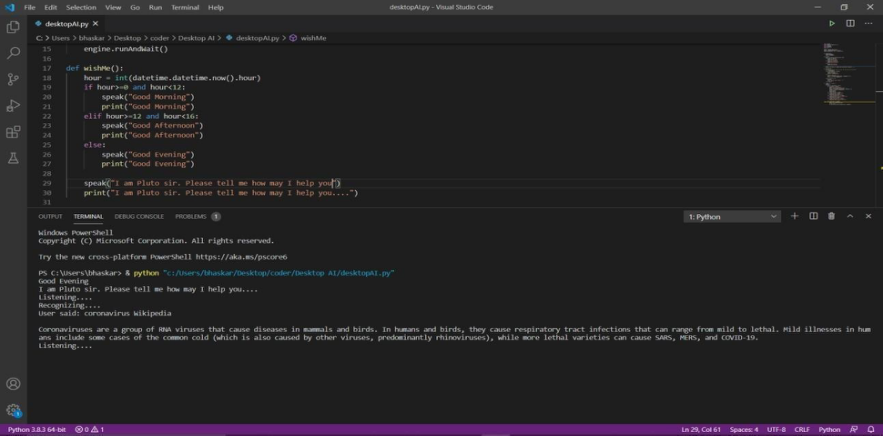 File Edit Selection View Go Run Terminal Help desktopAI.py - Visual Studio Code
desktopAI.py
C: > Users > bhaskar > Desktop > coder > Desktop AI > desktopAI.py > wishMe
15 engine.runAndWait()
16
17 def wishMe():
18 hour = int(datetime.datetime.now().hour)
19 if hour>=0 and hour<12:
20 speak("Good Morning")
21 print("Good Morning")
22 elif hour>=12 and hour<16:
23 speak("Good Afternoon")
24 print("Good Afternoon")
25 else:
26 speak("Good Evening")
27 print("Good Evening")
28
29 speak("I am Pluto sir. Please tell me how may I help you")
30 print("I am Pluto sir. Please tell me how may I help you....")
31
OUTPUT TERMINAL DEBUG CONSOLE PROBLEMS 1 1: Python
Windows PowerShell
Copyright (C) Microsoft Corporation. All rights reserved.
Try the new cross-platform PowerShell https://aka.ms/pscore6
PS C:\Users\bhaskar> & python "c:/Users/bhaskar/Desktop/coder/Desktop AI/desktopAI.py"
Good Evening
I am Pluto sir. Please tell me how may I help you....
Listening....
Recognizing....
User said: coronavirus Wikipedia
Coronaviruses are a group of RNA viruses that cause diseases in mammals and birds. In humans and birds, they cause respiratory tract infections that can range from mild to lethal. Mild illnesses in hum
ans include some cases of the common cold (which is also caused by other viruses, predominantly rhinoviruses), while more lethal varieties can cause SARS, MERS, and COVID-19.
Listening....
Python 3.8.3 64-bit 0 1 Ln 29, Col 61 Spaces: 4 UTF-8 CRLF Python